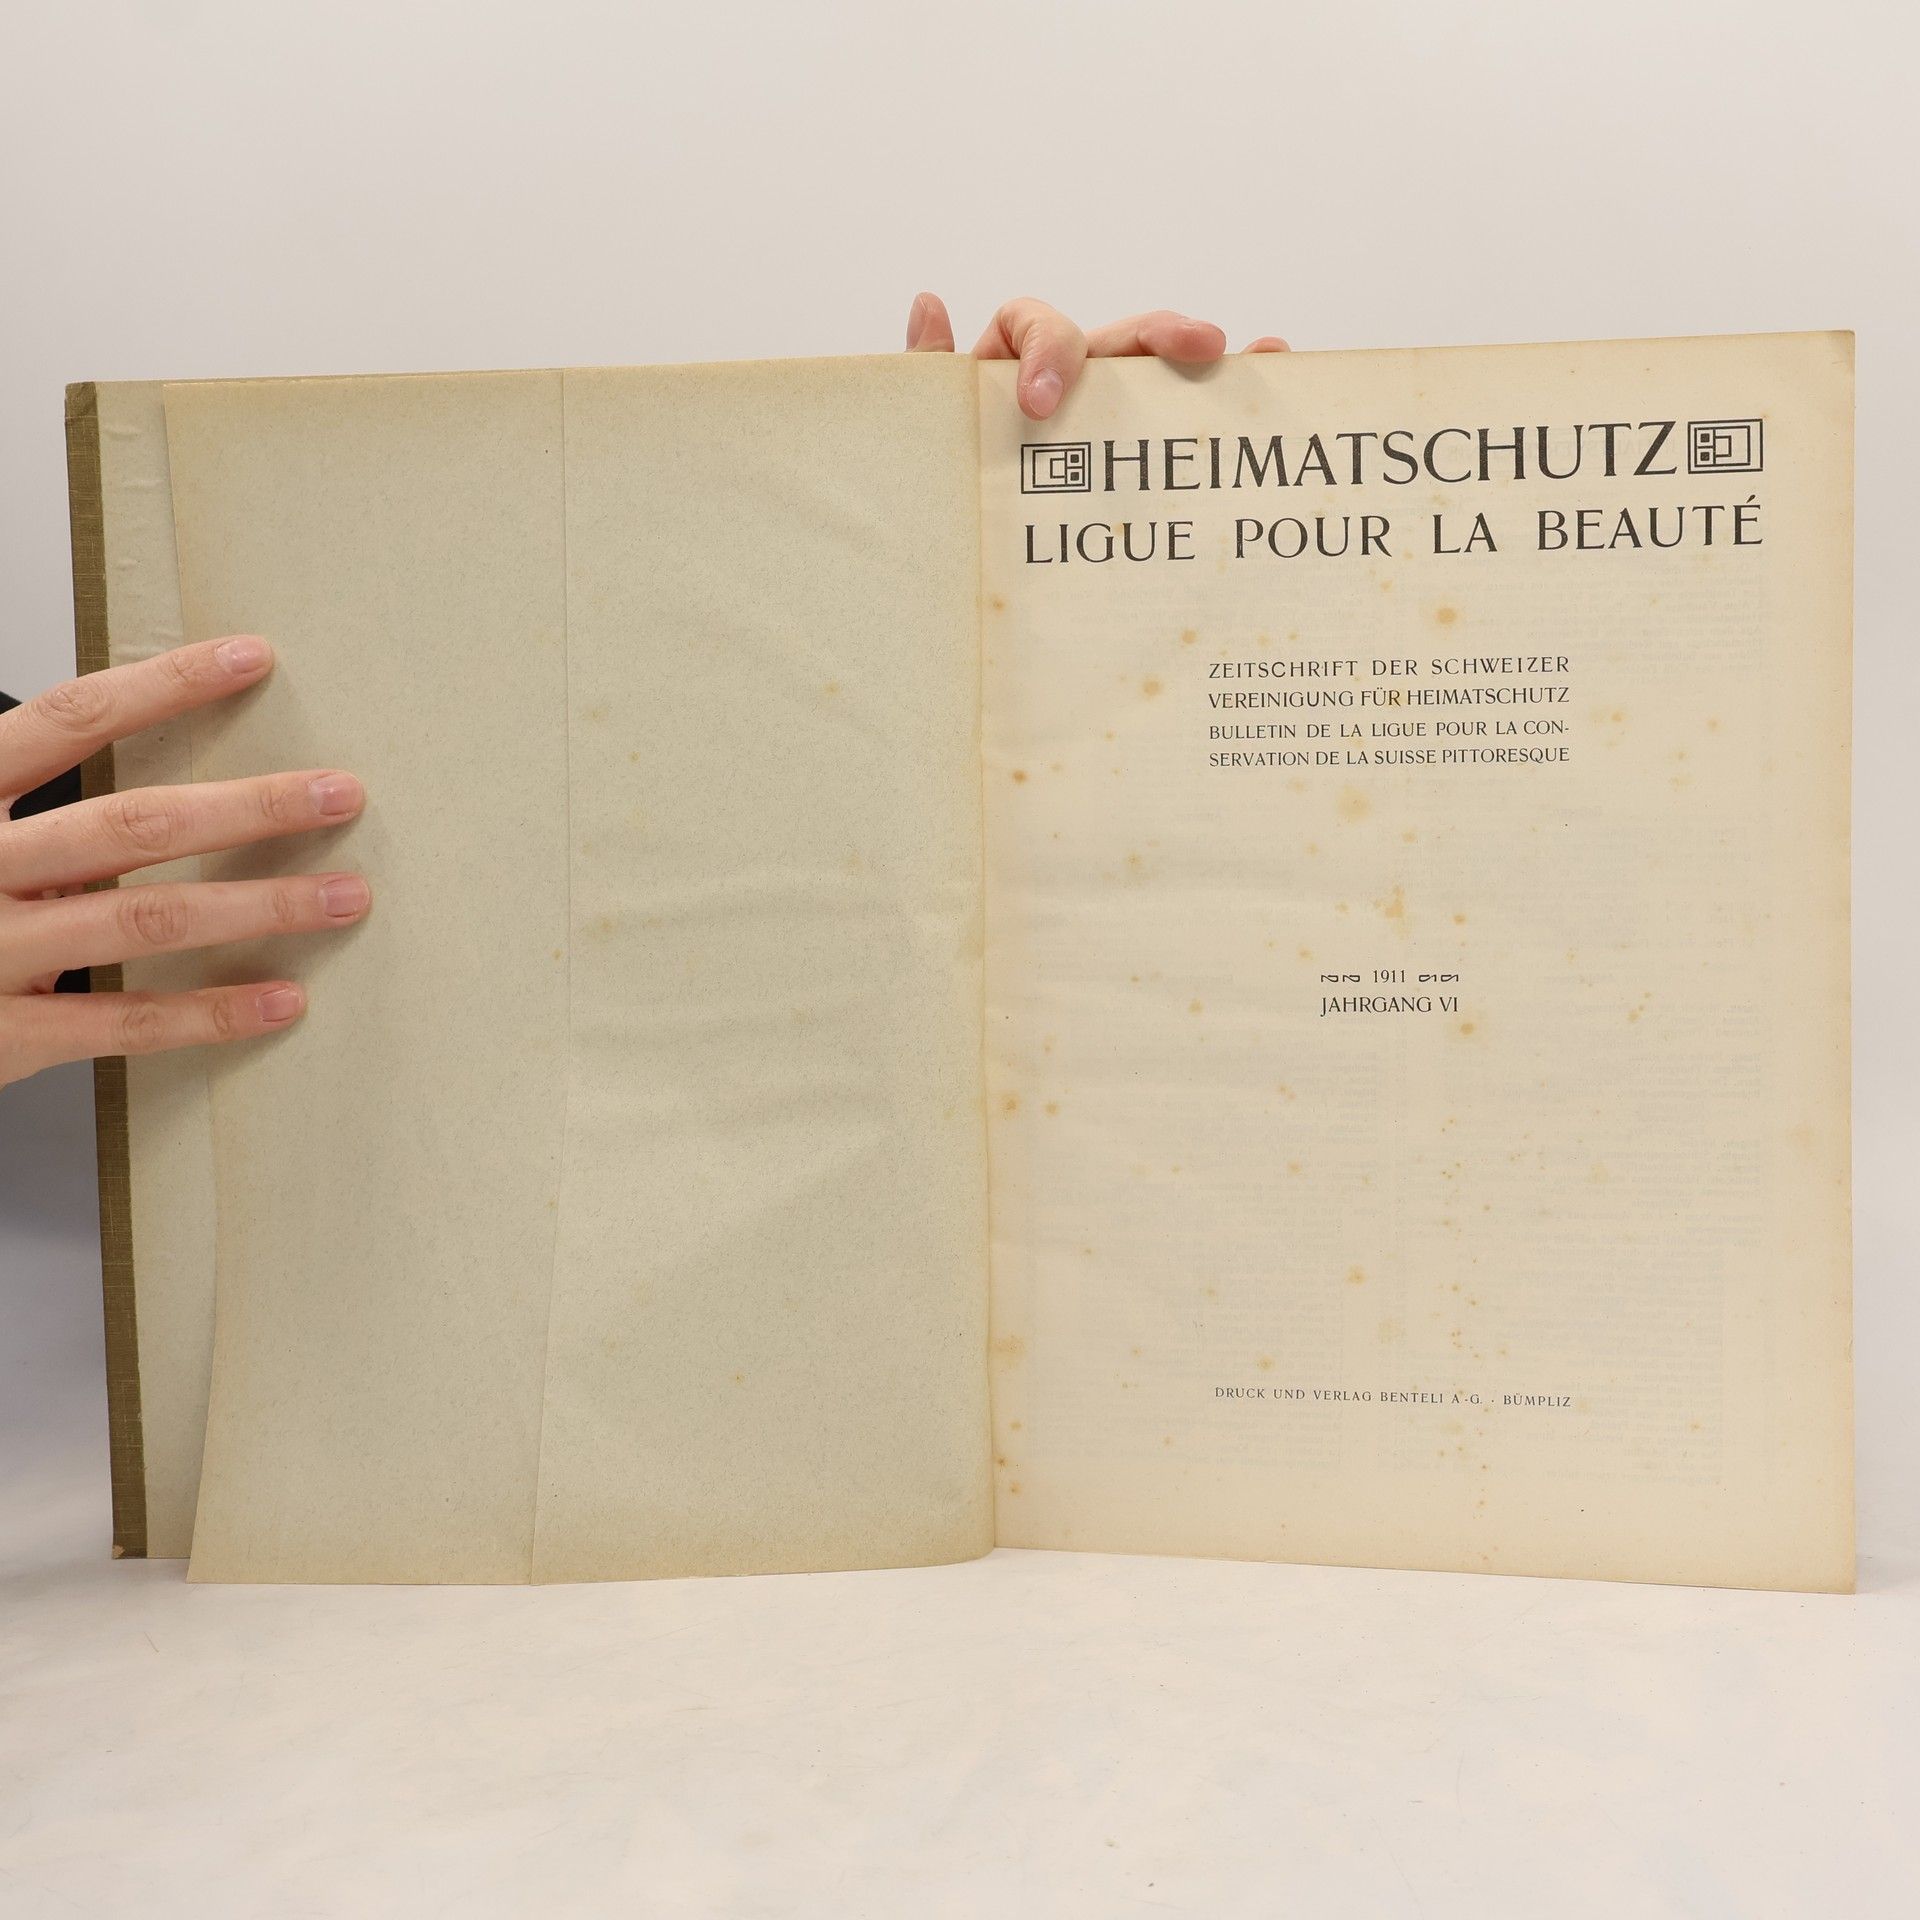 HEIMATSCHUTZ
LIGUE POUR LA BEAUTÉ
ZEITSCHRIFT DER SCHWEIZER
VEREINIGUNG FÜR HEIMATSCHUTZ
BULLETIN DE LA LIGUE POUR LA CON-
SERVATION DE LA SUISSE PITTORESQUE
1911
JAHRGANG VI
DRUCK UND VERLAG BENTELI A.-G. · BÜMPLIZ